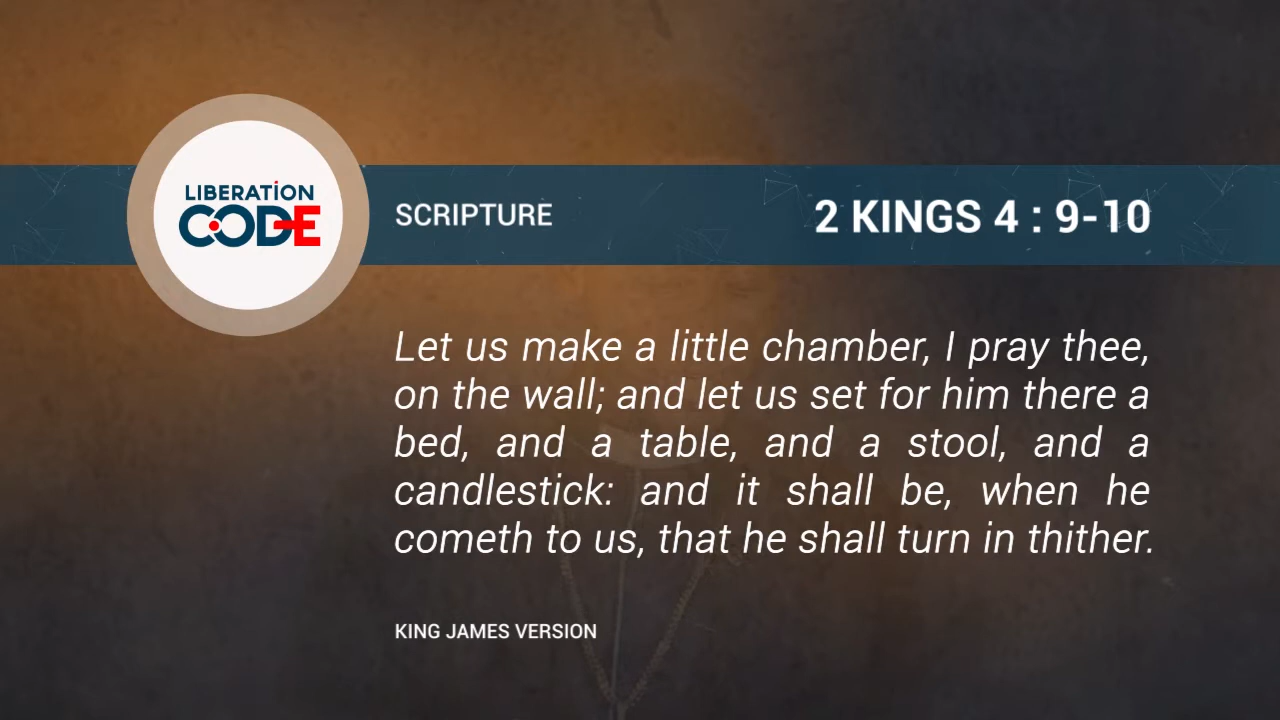 LIBERATION
CODE
SCRIPTURE
2 KINGS 4 : 9-10
Let us make a little chamber, I pray thee,
on the wall; and let us set for him there a
bed, and a table, and a stool, and a
candlestick: and it shall be, when he
cometh to us, that he shall turn in thither.
KING JAMES VERSION